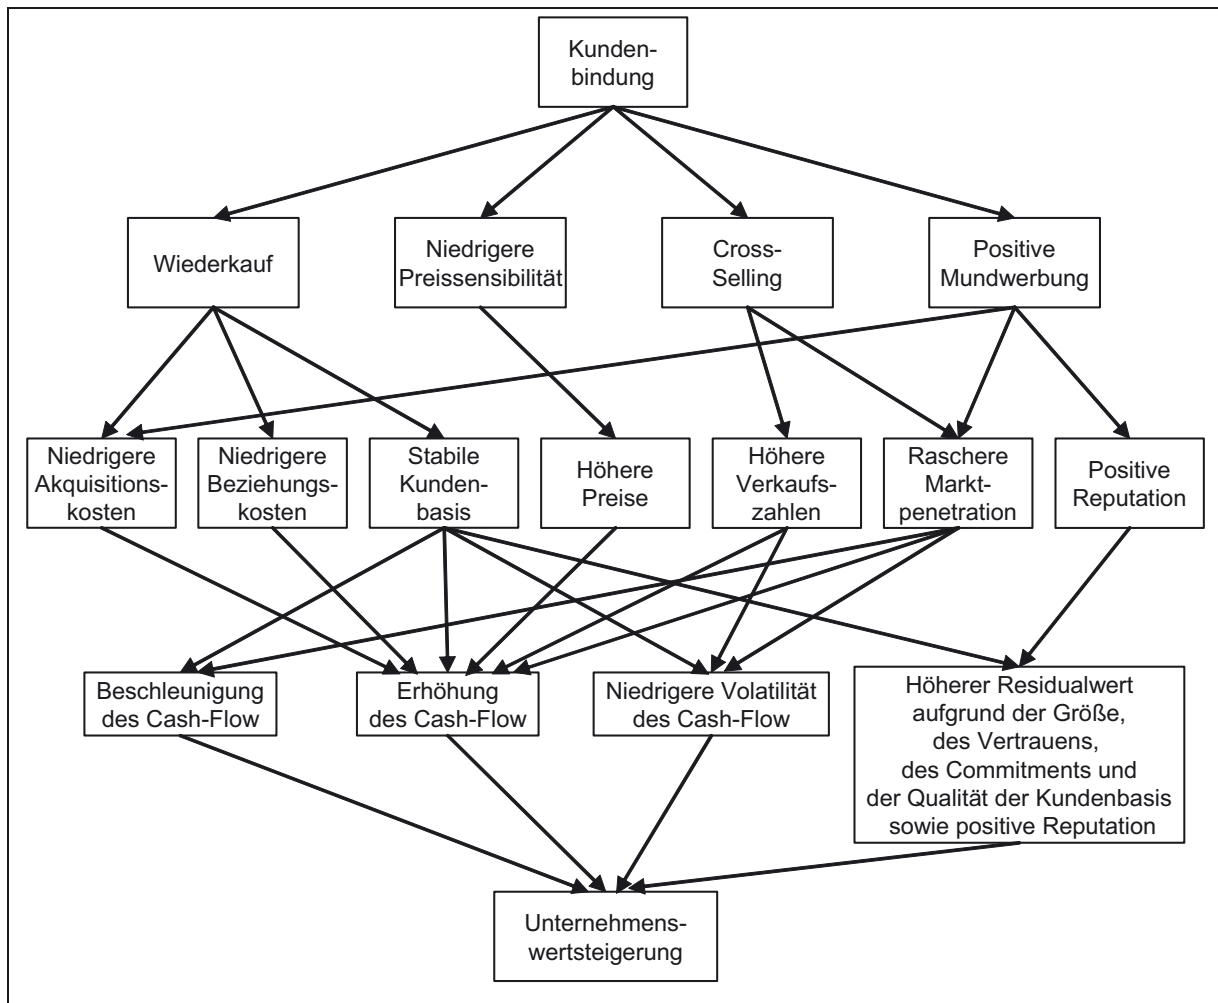 Kunden-
bindung
Wiederkauf
Niedrigere
Preissensibilität
Cross-
Selling
Positive
Mundwerbung
Niedrigere
Akquisitions-
kosten
Niedrigere
Beziehungs-
kosten
Stabile
Kunden-
basis
Höhere
Preise
Höhere
Verkaufs-
zahlen
Raschere
Markt-
penetration
Positive
Reputation
Beschleunigung
des Cash-Flow
Erhöhung
des Cash-Flow
Niedrigere Volatilität
des Cash-Flow
Höherer Residualwert
aufgrund der Größe,
des Vertrauens,
des Commitments und
der Qualität der Kundenbasis
sowie positive Reputation
Unternehmens-
wertsteigerung